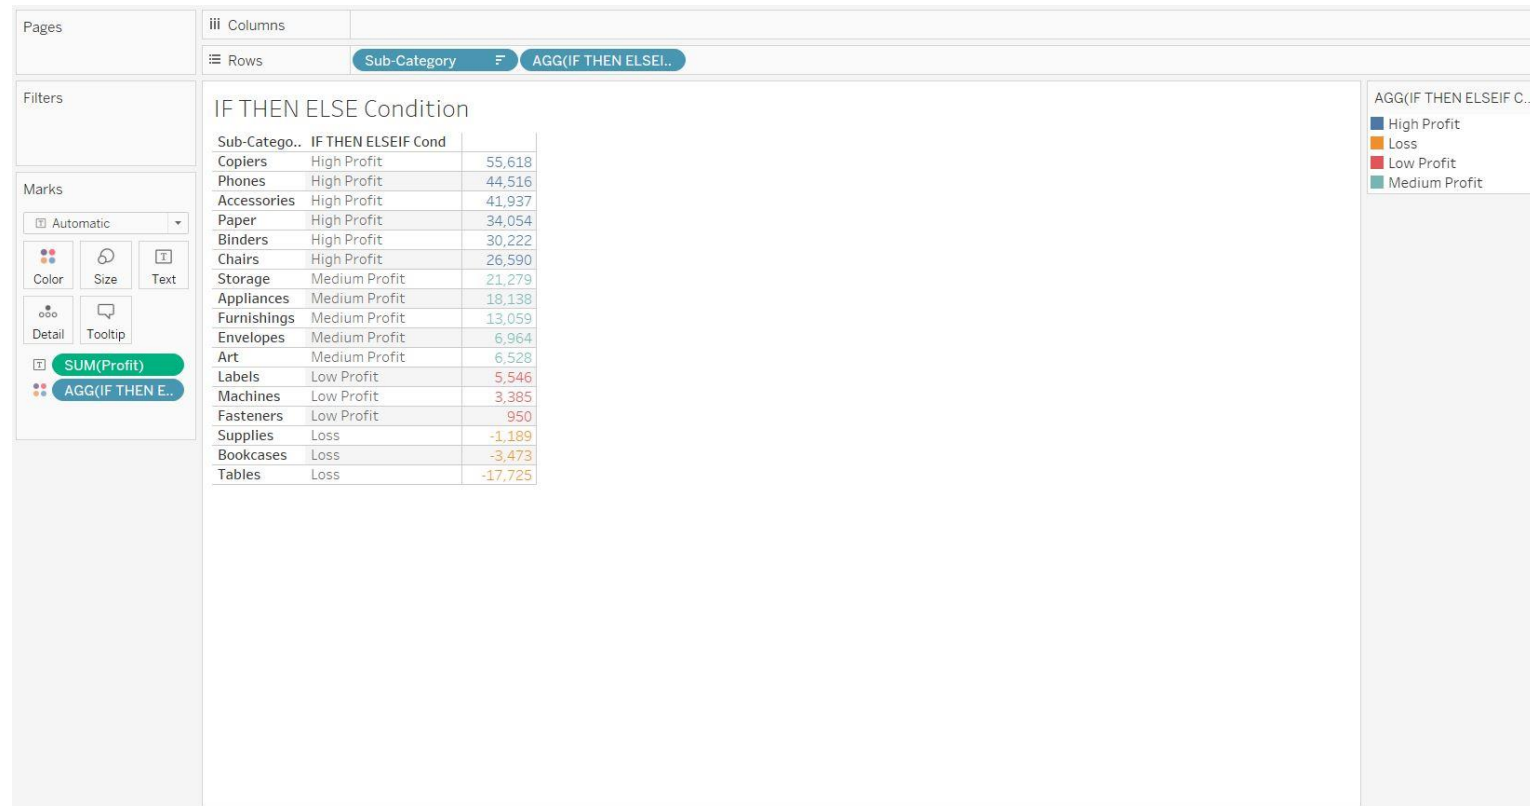 Pages
iii Columns
Rows Sub-Category AGG(IF THEN ELSEI..
Filters
Marks
Automatic
Color Size Text
Detail Tooltip
SUM(Profit)
AGG(IF THEN E..
IF THEN ELSE Condition
Sub-Catego.. IF THEN ELSEIF Cond
Copiers High Profit 55,618
Phones High Profit 44,516
Accessories High Profit 41,937
Paper High Profit 34,054
Binders High Profit 30,222
Chairs High Profit 26,590
Storage Medium Profit 21,279
Appliances Medium Profit 18,138
Furnishings Medium Profit 13,059
Envelopes Medium Profit 6,964
Art Medium Profit 6,528
Labels Low Profit 5,546
Machines Low Profit 3,385
Fasteners Low Profit 950
Supplies Loss -1,189
Bookcases Loss -3,473
Tables Loss -17,725
AGG(IF THEN ELSEIF C..
High Profit
Loss
Low Profit
Medium Profit